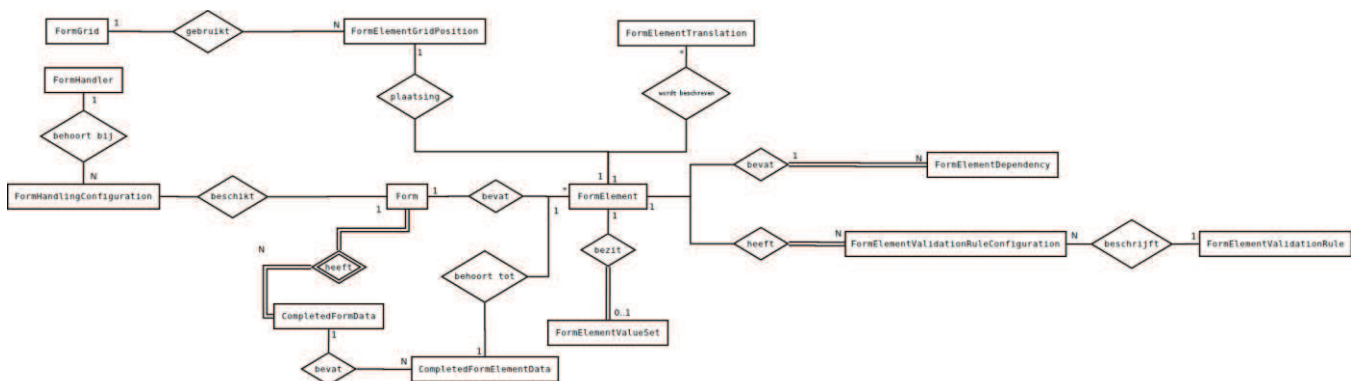 FormGrid 1 gebruikt N FormElementGridPosition
FormElementTranslation
1 *
FormHandler
1 plaatsing wordt beschreven
behoort bij
N
bevat 1 N FormElementDependency
FormHandlingConfiguration beschikt Form 1 bevat * FormElement
1 1 1 1 1 1
N heeft bezit heeft N FormElementValidationRuleConfiguration N beschrijft 1 FormElementValidationRule
behoort tot
CompletedFormData 0..1
1 1 FormElementValueSet
bevat N CompletedFormElementData